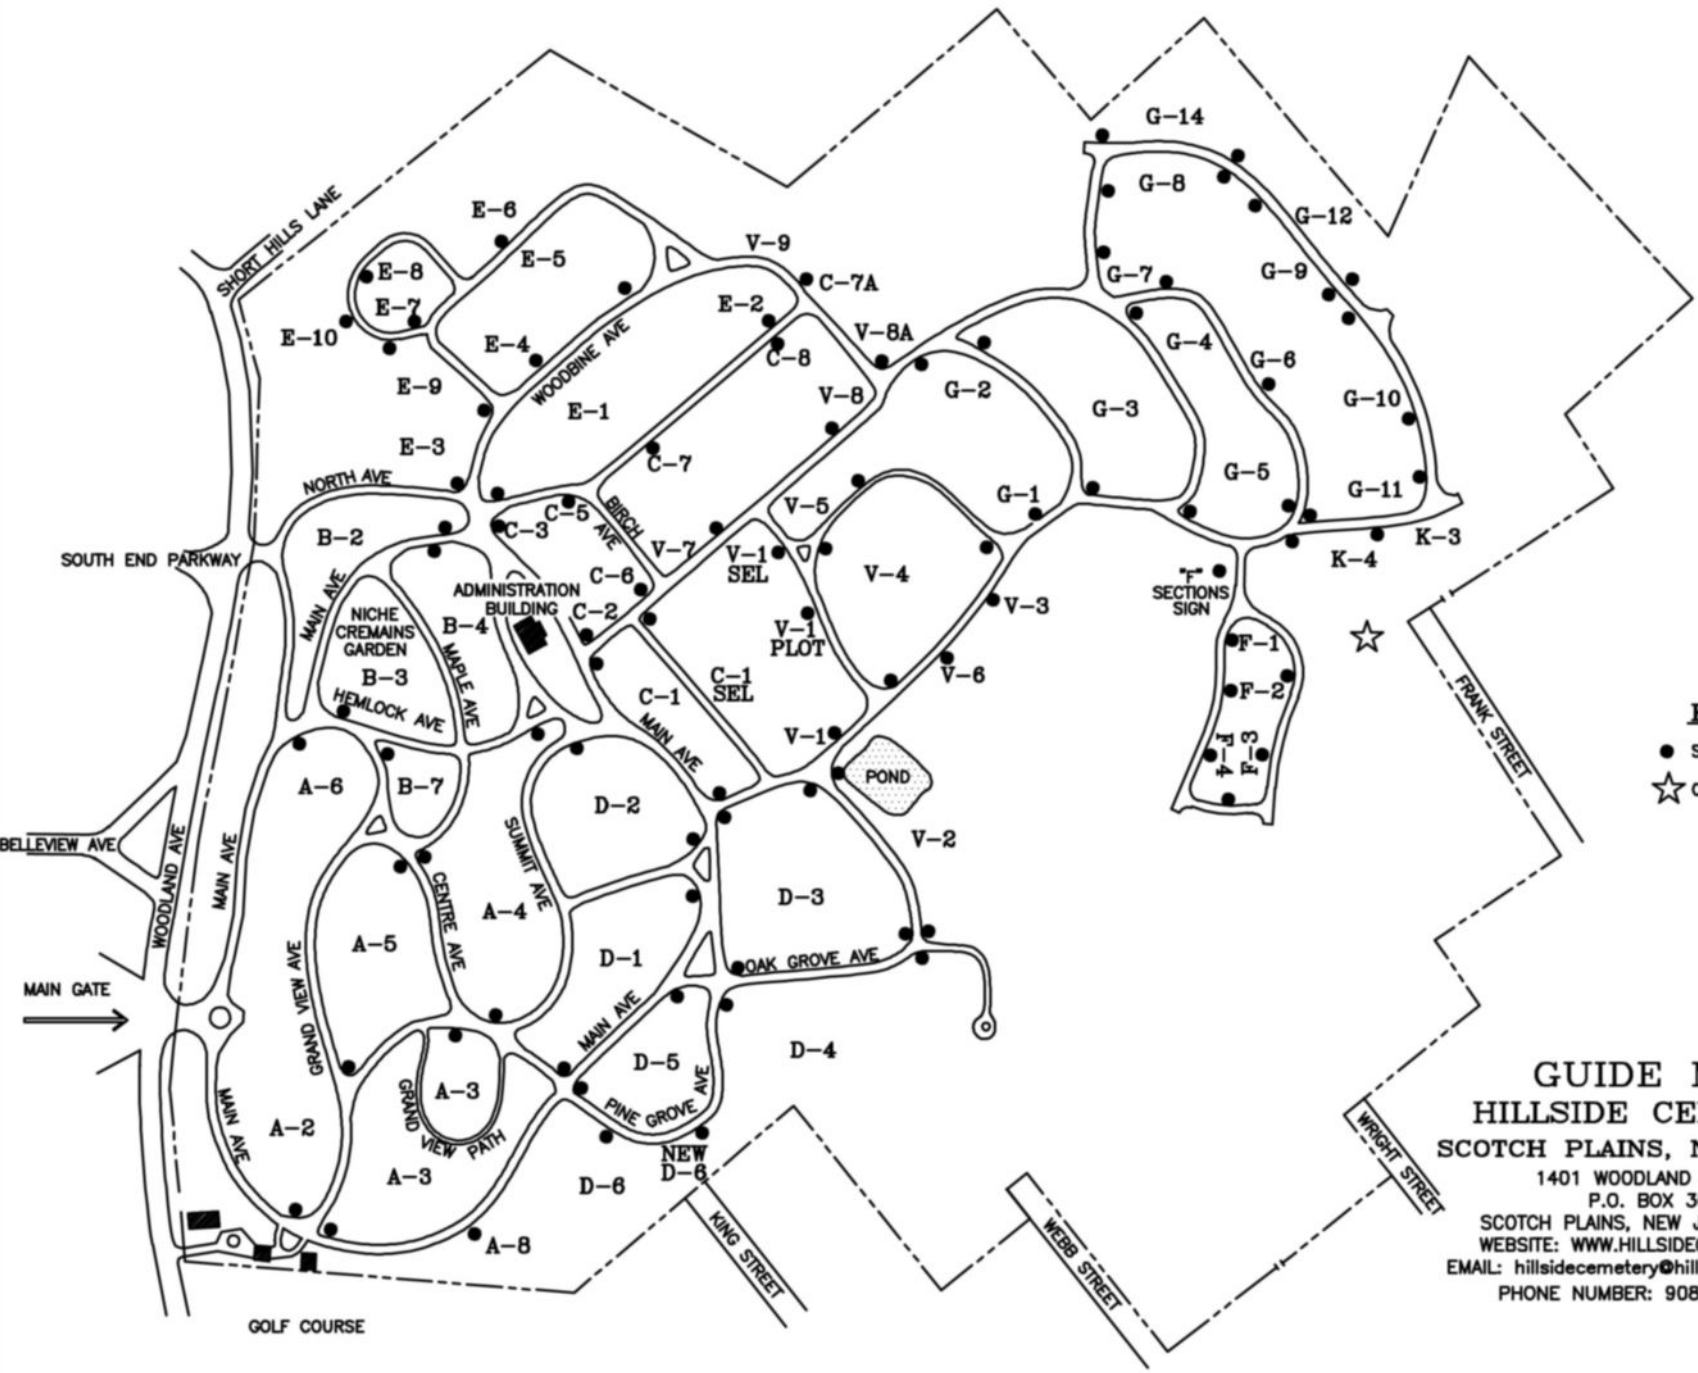 G-14
G-8
SHORT HILLS LANE
E-6
G-12
V-9
E-5
E-8
G-9
G-7
C-7A
E-2
E-7
E-10
V-8A
E-4
G-4
WOODBINE AVE
C-8
G-6
E-9
G-2
V-8
G-10
G-3
E-1
E-3
C-7
G-5
NORTH AVE
G-11
G-1
V-5
C-5
BIRCH AVE
C-3
B-2
K-3
V-7
V-1
SEL
K-4
SOUTH END PARKWAY
V-4
C-6
"F"
SECTIONS
SIGN
ADMINISTRATION
BUILDING
MAIN AVE
V-3
C-2
NICHE
CREMAINS
GARDEN
B-4
V-1
PLOT
F-1
B-3
MAPLE AVE
C-1
SEL
V-6
F-2
C-1
HEMLOCK AVE
FRANK STREET
MAIN AVE
V-1
F-4
F-3
POND
A-6
B-7
D-2
V-2
BELLEVIEW AVE
WOODLAND AVE
MAIN AVE
SUMMIT AVE
D-3
CENTRE AVE
A-4
A-5
D-1
OAK GROVE AVE
MAIN GATE
GRAND VIEW AVE
MAIN AVE
D-4
D-5
A-3
PINE GROVE AVE
GRAND VIEW PATH
A-2
MAIN AVE
NEW
D-6
A-3
D-6
A-8
KING STREET
WEBB STREET
WRIGHT STREET
GOLF COURSE
GUIDE
HILLSIDE
SCOTCH PLAINS,
1401 WOODLAND
P.O. BOX
SCOTCH PLAINS, NEW
WEBSITE:
EMAIL:
PHONE NUMBER: 908